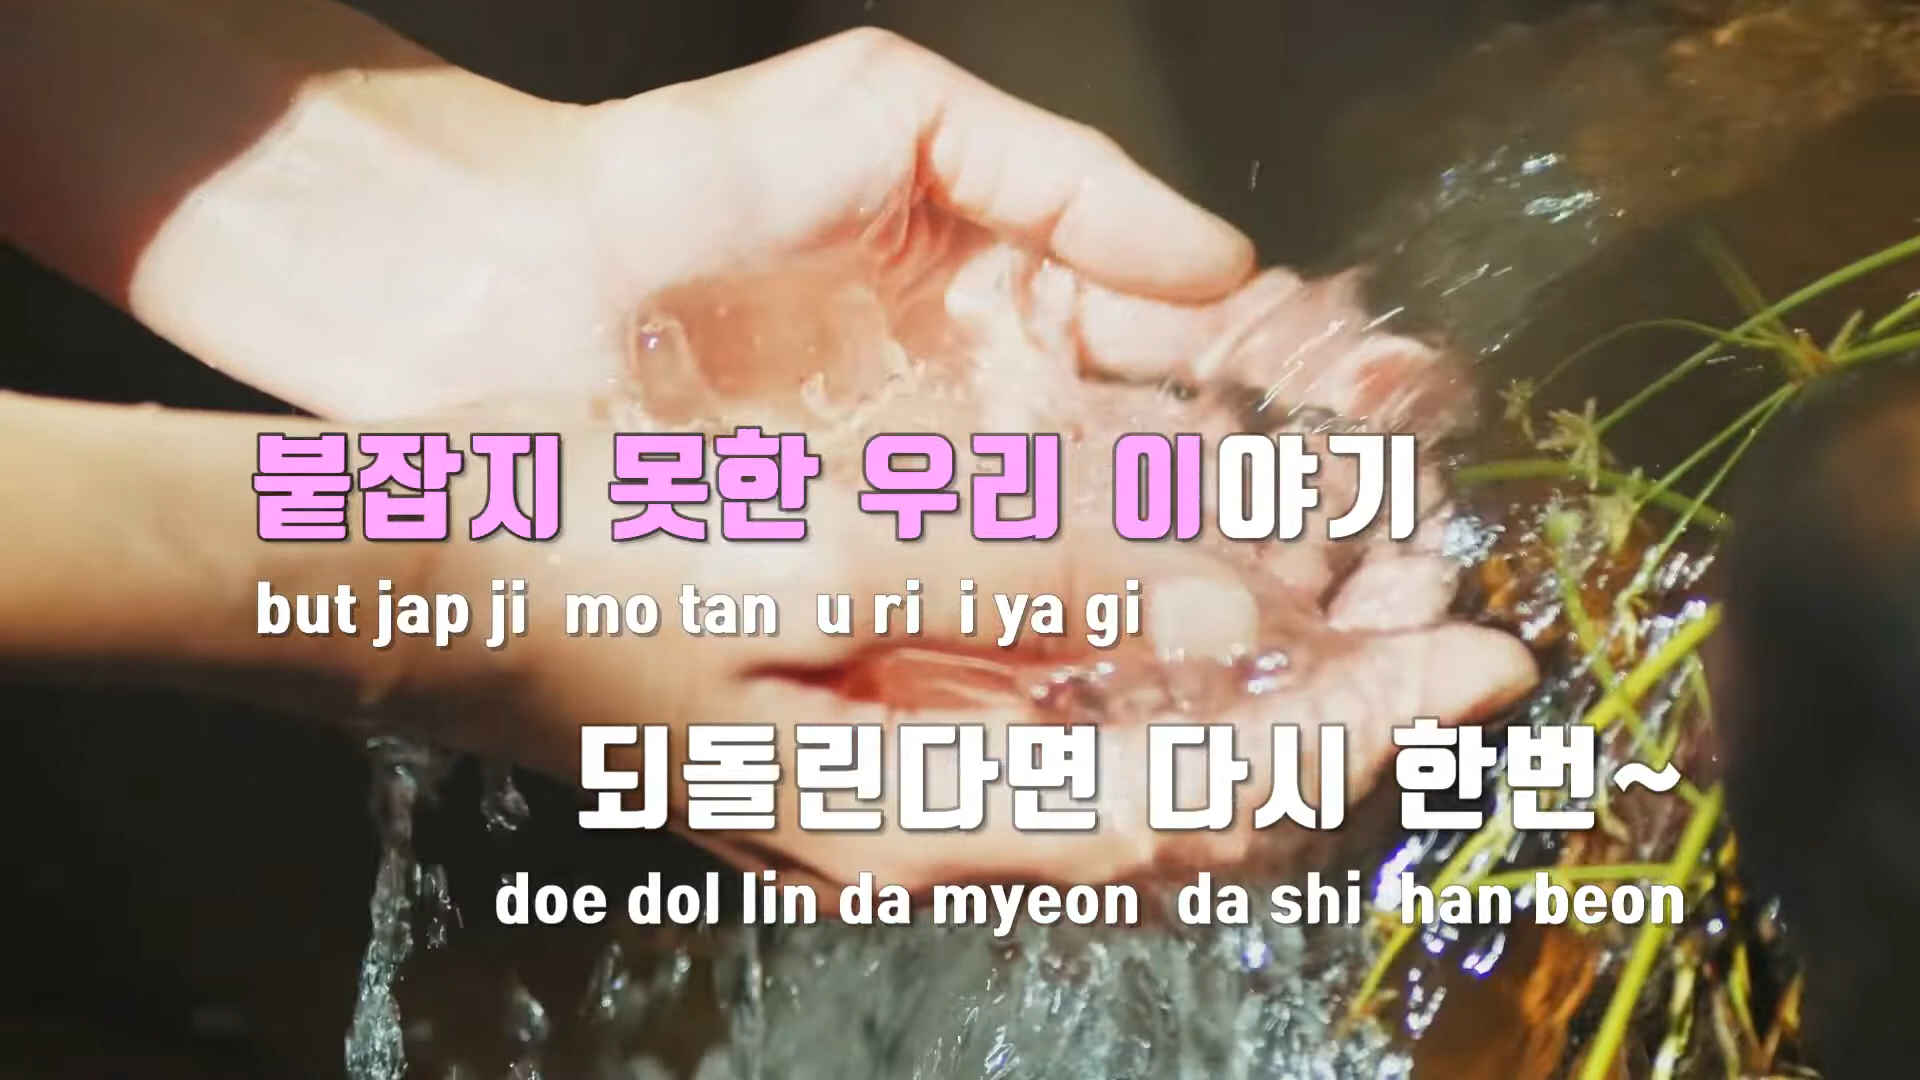 붙잡지 못한 우리 이야기
but jap ji mo tan u ri i ya gi
되돌린다면 다시 한번~
doe dol lin da myeon da shi han beon